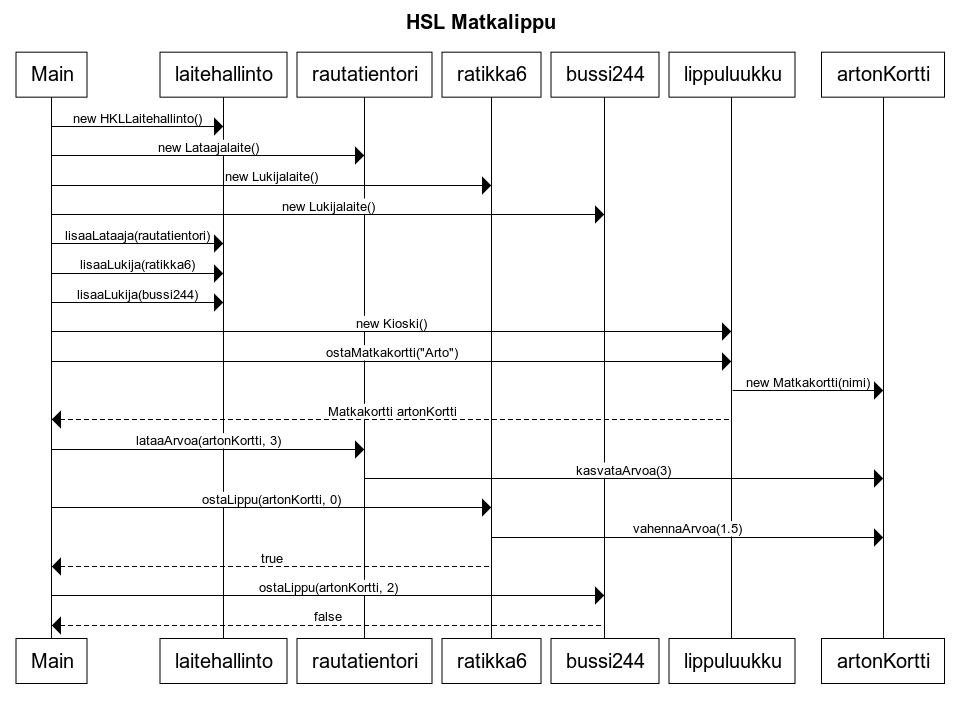 HSL Matkalippu
Main laitehallinto rautatientori ratikka6 bussi244 lippuluukku artonKortti
new HKLLaitehallinto()
new Lataajalaite()
new Lukijalaite()
new Lukijalaite()
lisaaLataaja(rautatientori)
lisaaLukija(ratikka6)
lisaaLukija(bussi244)
new Kioski()
ostaMatkakortti("Arto")
new Matkakortti(nimi)
Matkakortti artonKortti
lataaArvoa(artonKortti, 3)
kasvataArvoa(3)
ostaLippu(artonKortti, 0)
vahennaArvoa(1.5)
true
ostaLippu(artonKortti, 2)
false
Main laitehallinto rautatientori ratikka6 bussi244 lippuluukku artonKortti